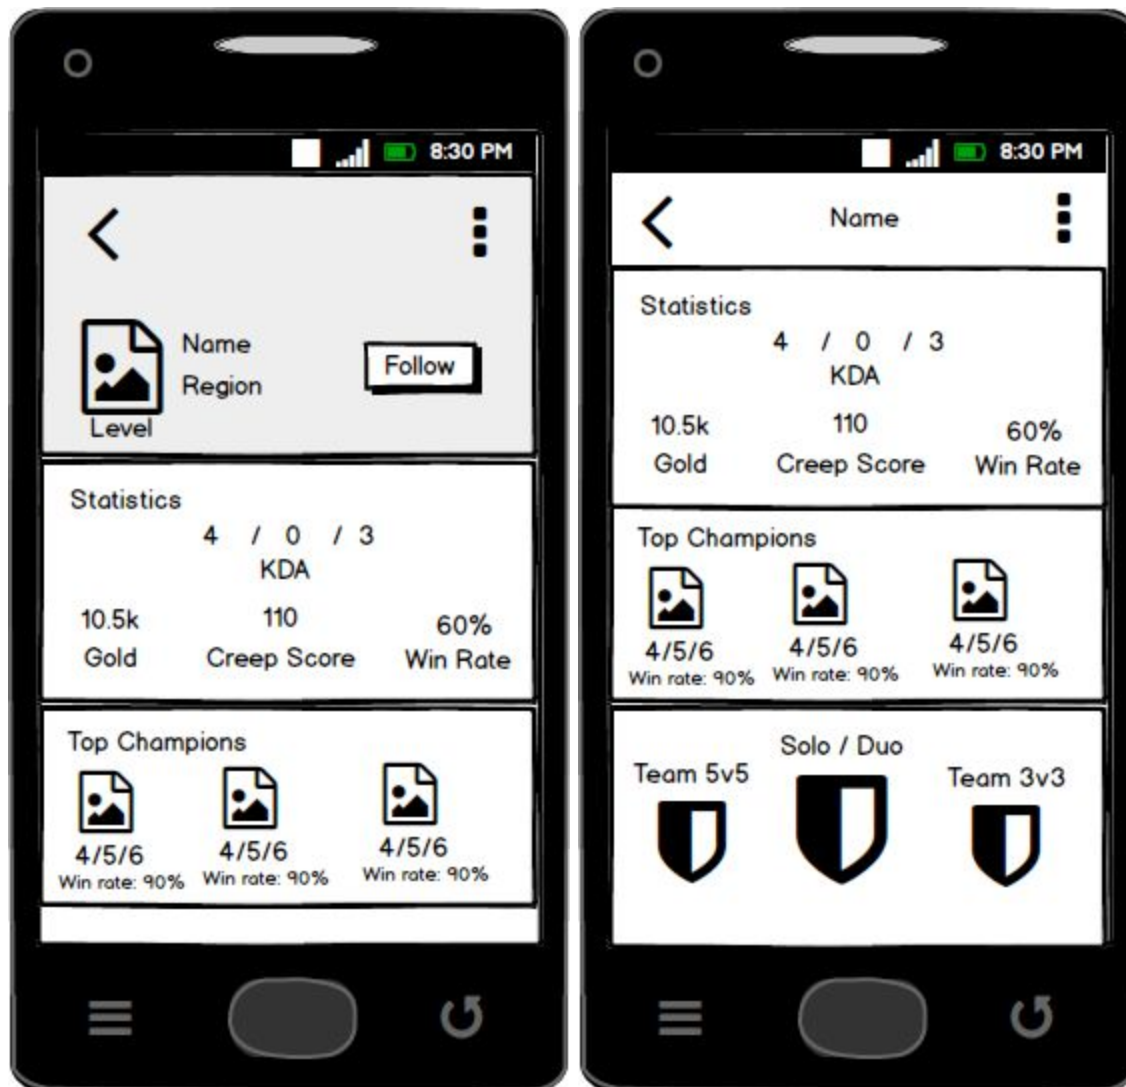 8:30 PM
Name
Region
Follow
Level
Statistics
4 / 0 / 3
KDA
10.5k 110 60%
Gold Creep Score Win Rate
Top Champions
4/5/6 4/5/6 4/5/6
Win rate: 90% Win rate: 90% Win rate: 90%
8:30 PM
Name
Statistics
4 / 0 / 3
KDA
10.5k 110 60%
Gold Creep Score Win Rate
Top Champions
4/5/6 4/5/6 4/5/6
Win rate: 90% Win rate: 90% Win rate: 90%
Team 5v5 Solo / Duo Team 3v3